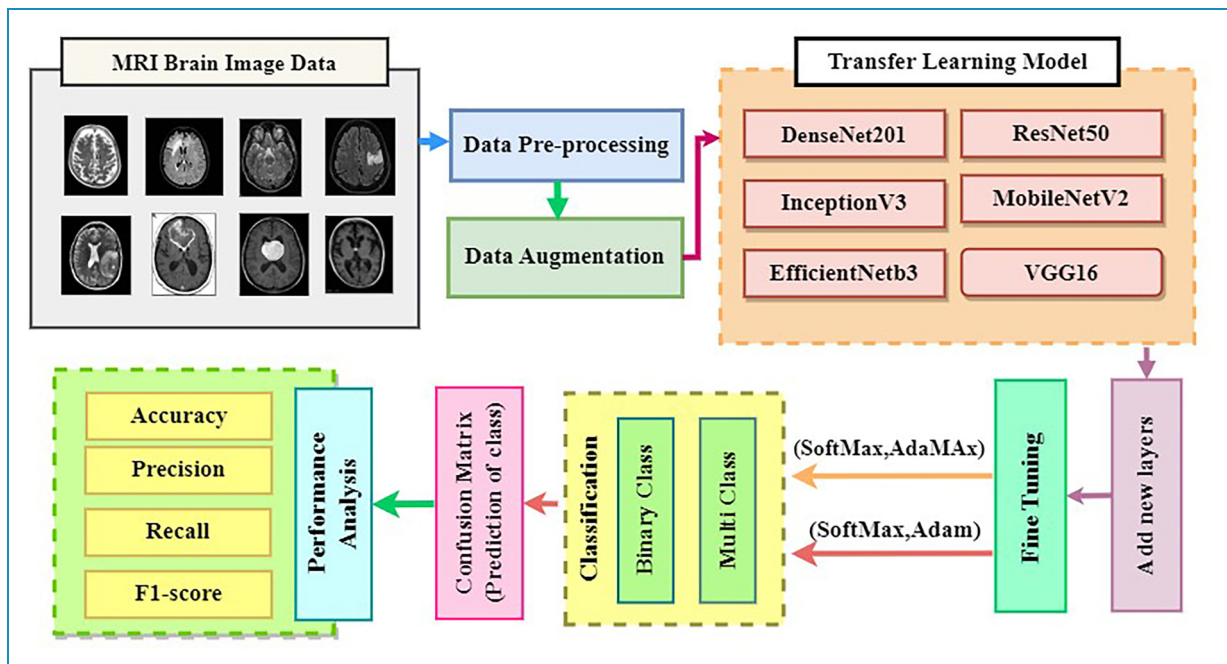 MRI Brain Image Data
Transfer Learning Model
Data Pre-processing
Data Augmentation
DenseNet201
ResNet50
InceptionV3
MobileNetV2
EfficientNetb3
VGG16
Add new layers
Fine Tuning
(SoftMax,AdaMAx)
(SoftMax,Adam)
Classification
Binary Class
Multi Class
Confusion Matrix
(Prediction of class)
Performance
Analysis
Accuracy
Precision
Recall
F1-score